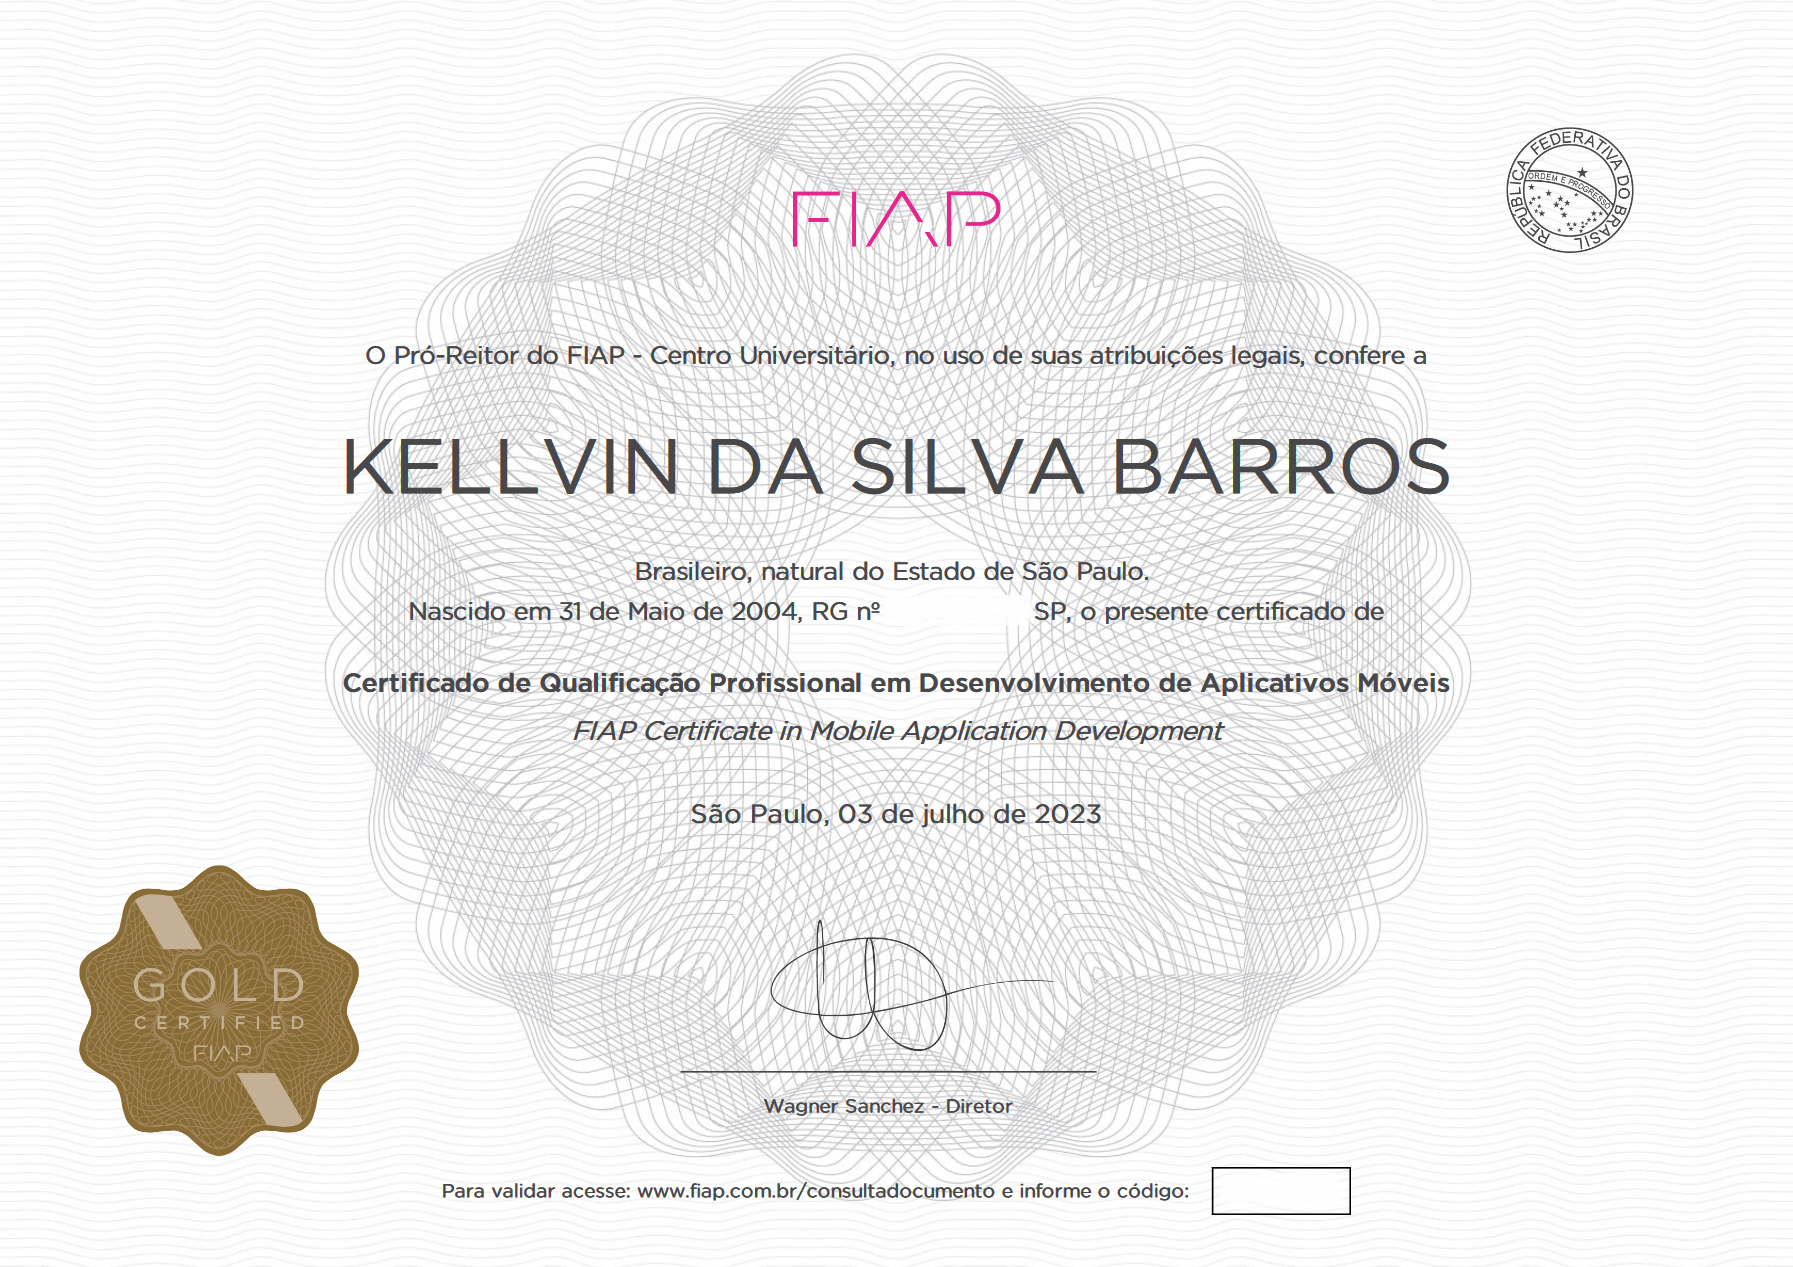 FIAP
REPÚBLICA FEDERATIVA DO BRASIL
ORDEM E PROGRESSO
O Pró-Reitor do FIAP - Centro Universitário, no uso de suas atribuições legais, confere a
KELLVIN DA SILVA BARROS
Brasileiro, natural do Estado de São Paulo.
Nascido em 31 de Maio de 2004, RG nº SP, o presente certificado de
Certificado de Qualificação Profissional em Desenvolvimento de Aplicativos Móveis
FIAP Certificate in Mobile Application Development
São Paulo, 03 de julho de 2023
GOLD
CERTIFIED
FIAP
Wagner Sanchez - Diretor
Para validar acesse: www.fiap.com.br/consultadocumento e informe o código: